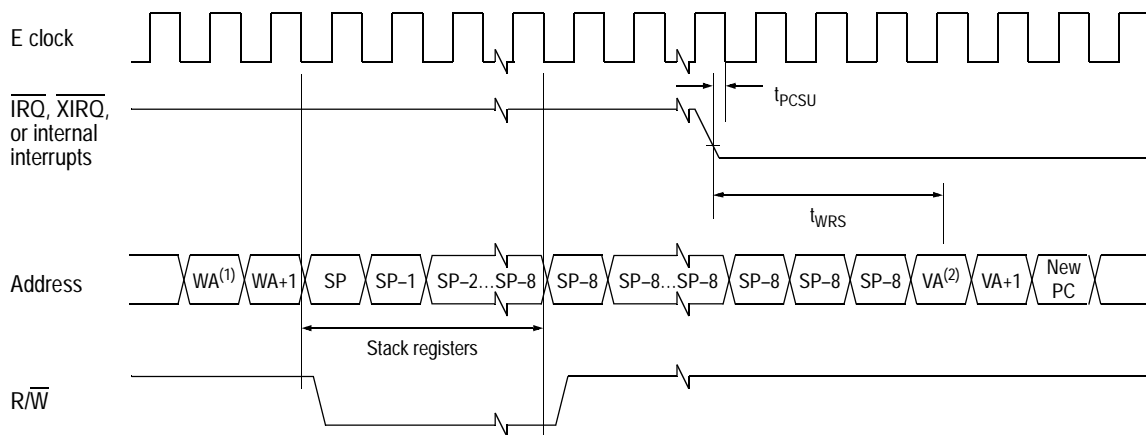 E clock
IRQ, XIRQ,
or internal
interrupts
tPCSU
tWRS
Address
WA(1) WA+1 SP SP–1 SP–2...SP–8 SP–8 SP–8...SP–8 SP–8 SP–8 SP–8 VA(2) VA+1 New
PC
Stack registers
R/W